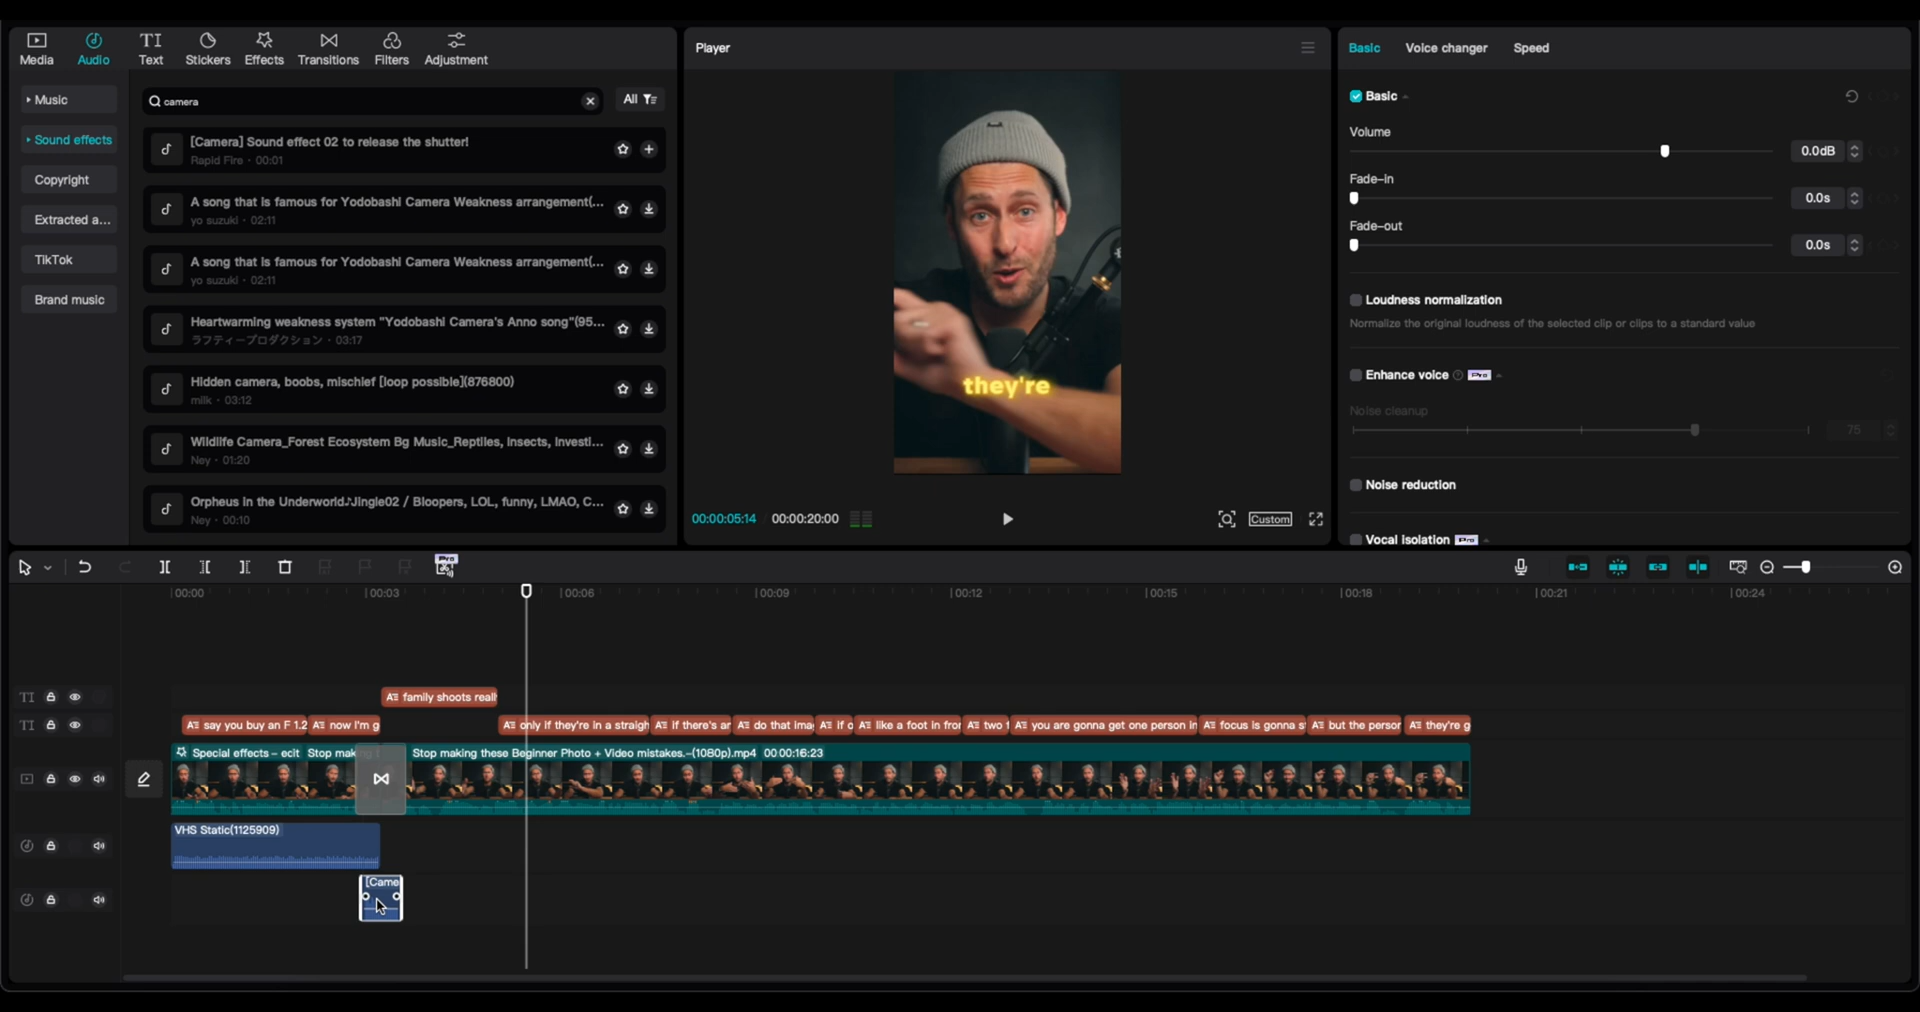 Media
Audio
Text
Stickers
Effects
Transitions
Filters
Adjustment
Music
Sound effects
Copyright
Extracted a...
TikTok
Brand music
camera
All
[Camera] Sound effect 02 to release the shutter!
Rapid Fire · 00:01
A song that is famous for Yodobashi Camera Weakness arrangement(...
yo suzuki · 02:11
A song that is famous for Yodobashi Camera Weakness arrangement(...
yo suzuki · 02:11
Heartwarming weakness system "Yodobashi Camera's Anno song"(95...
ラフティープロダクション · 03:17
Hidden camera, boobs, mischief [loop possible](876800)
milk · 03:12
Wildlife Camera_Forest Ecosystem Bg Music_Reptiles, Insects, Investi...
Ney · 01:20
Orpheus in the Underworld♪Jingle02 / Bloopers, LOL, funny, LMAO, C...
Ney · 00:10
Player
they're
00:00:05:14
00:00:20:00
Custom
Basic
Voice changer
Speed
Basic
Volume
0.0dB
Fade-in
0.0s
Fade-out
0.0s
Loudness normalization
Normalize the original loudness of the selected clip or clips to a standard value
Enhance voice
Pro
Noise cleanup
75
Noise reduction
Vocal isolation
Pro
Pro
00:00
00:03
00:06
00:09
00:12
00:15
00:18
00:21
00:24
family shoots reall
say you buy an F 1.2
now I'm g
only if they're in a straigh
if there's ar
do that ima
if o
like a foot in fror
two
you are gonna get one person in
focus is gonna s
but the person
they're g
Special effects – ecit
Stop mak
Stop making these Beginner Photo + Video mistakes.-(1080p).mp4
00:00:16:23
VHS Static(1125909)
[Came